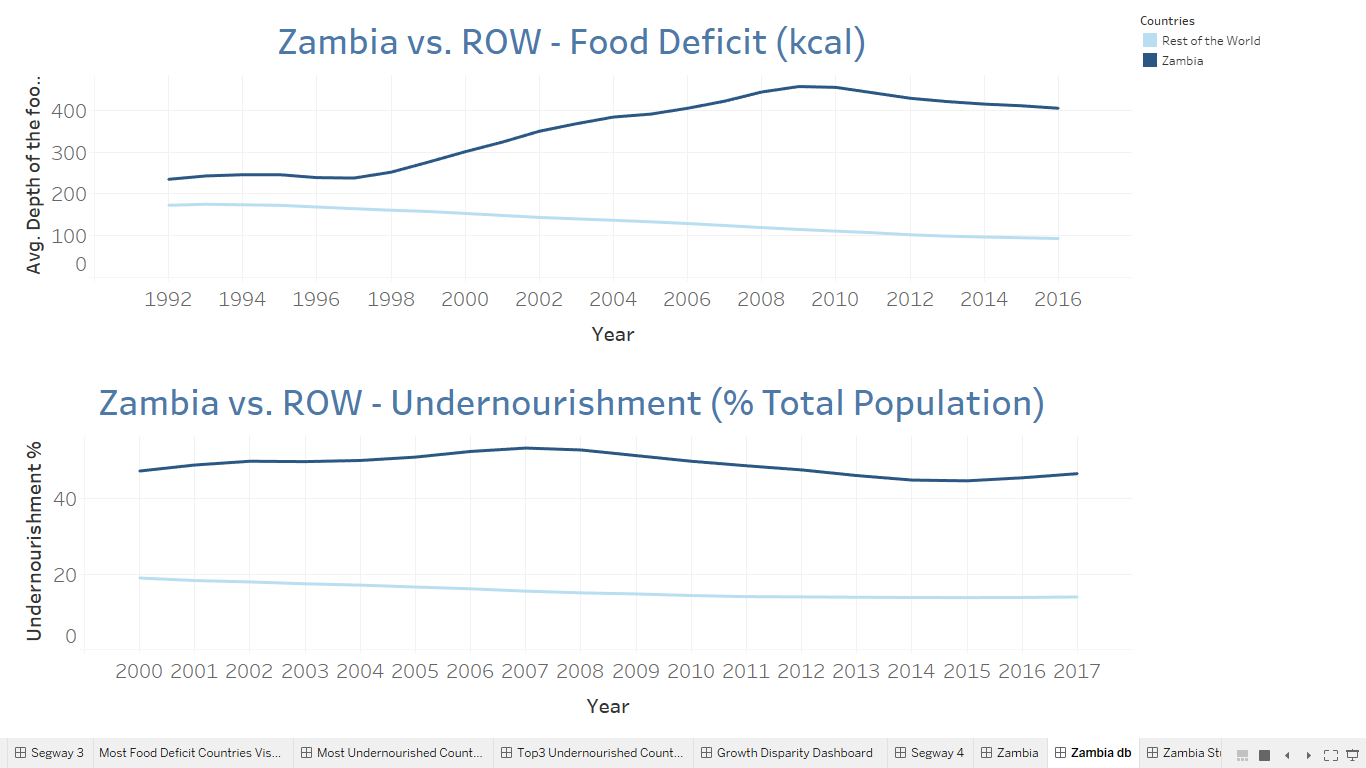 Zambia vs. ROW - Food Deficit (kcal)
Countries
Rest of the World
Zambia
Avg. Depth of the foo..
400
300
200
100
0
1992 1994 1996 1998 2000 2002 2004 2006 2008 2010 2012 2014 2016
Year
Zambia vs. ROW - Undernourishment (% Total Population)
Undernourishment %
40
20
0
2000 2001 2002 2003 2004 2005 2006 2007 2008 2009 2010 2011 2012 2013 2014 2015 2016 2017
Year
Segway 3 Most Food Deficit Countries Vis... Most Undernourished Count... Top3 Undernourished Count... Growth Disparity Dashboard Segway 4 Zambia Zambia db Zambia Stu